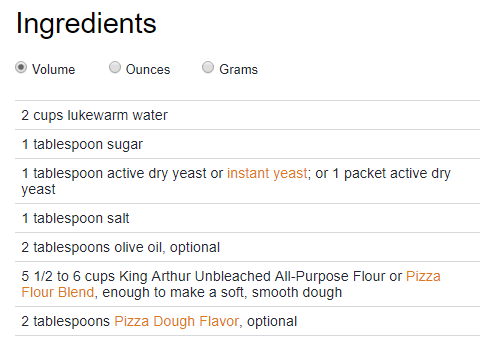 Ingredients
Volume Ounces Grams
2 cups lukewarm water
1 tablespoon sugar
1 tablespoon active dry yeast or instant yeast; or 1 packet active dry
yeast
1 tablespoon salt
2 tablespoons olive oil, optional
5 1/2 to 6 cups King Arthur Unbleached All-Purpose Flour or Pizza
Flour Blend, enough to make a soft, smooth dough
2 tablespoons Pizza Dough Flavor, optional